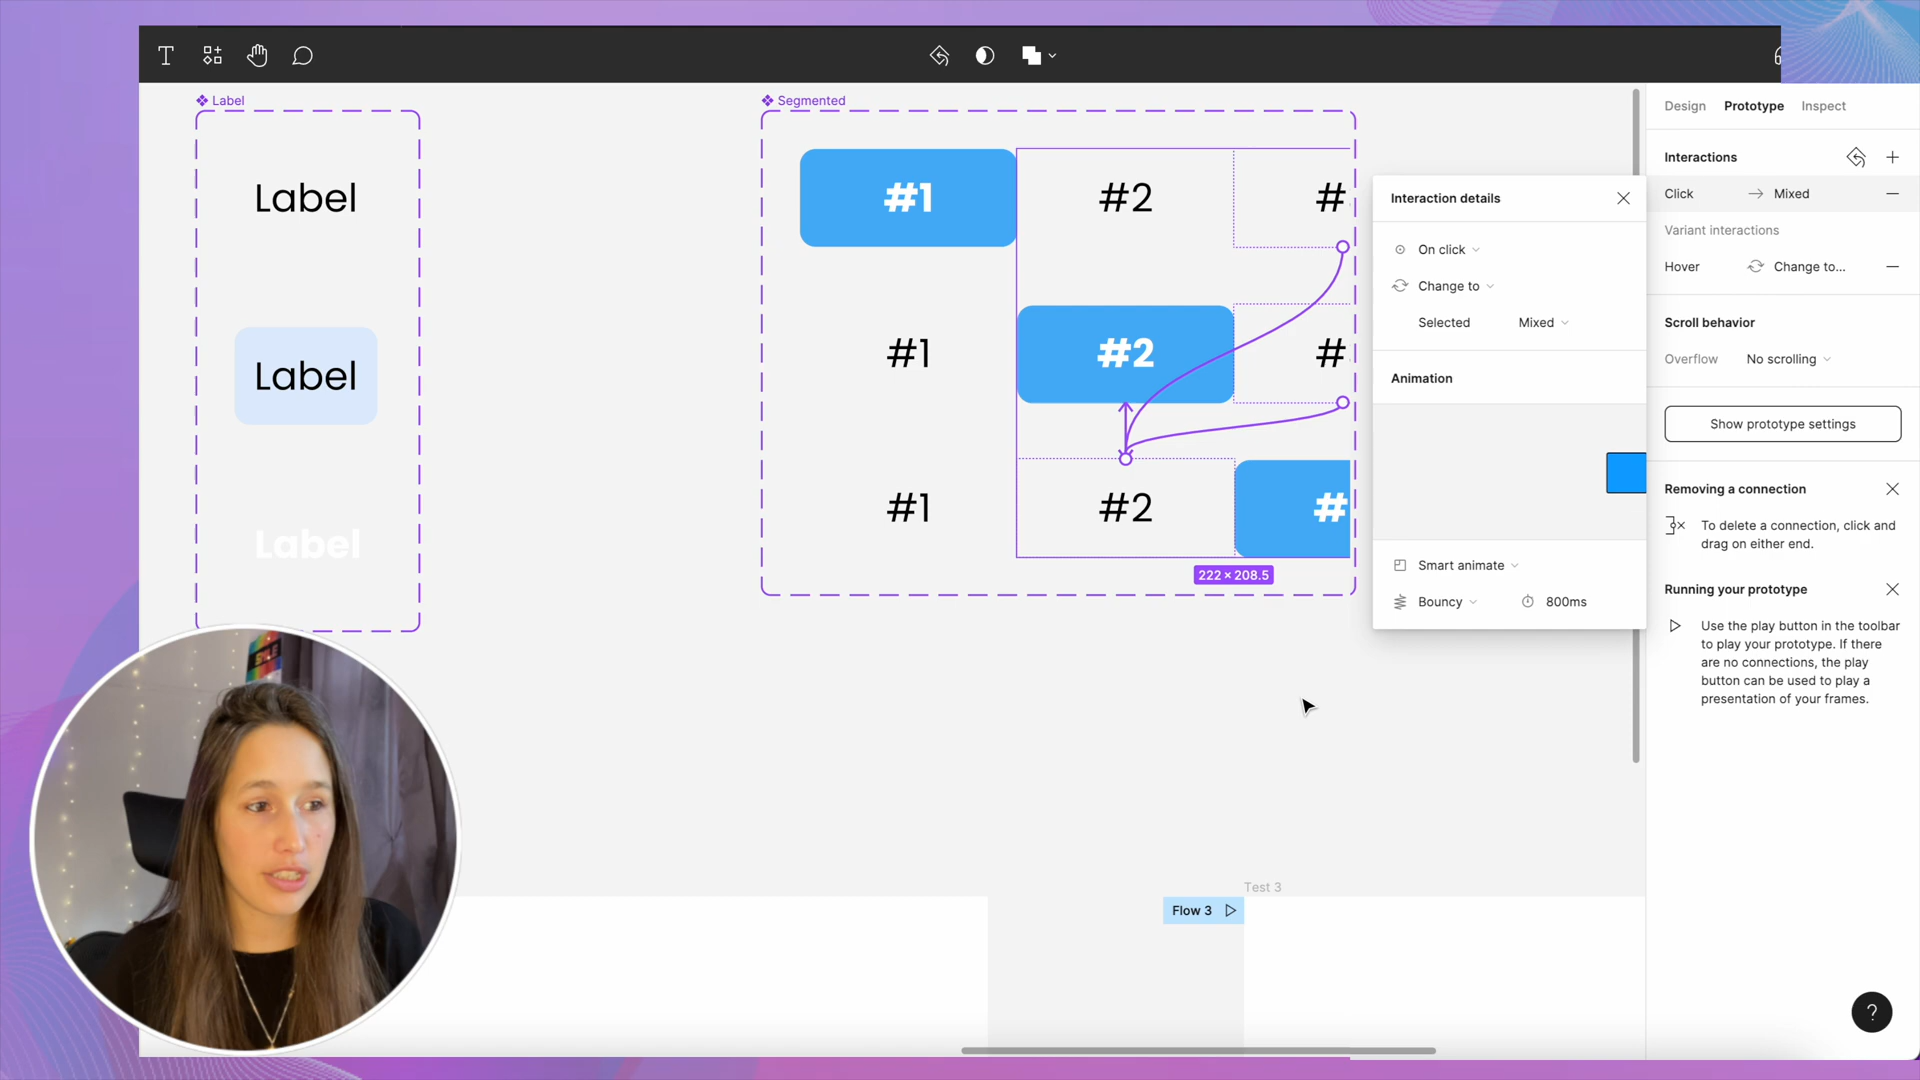 Label
Segmented
Design Prototype Inspect
Label
#1 #2 #
Interactions
Click Mixed
Variant interactions
Hover Change to...
Interaction details
On click
Change to
Selected Mixed
Animation
Label
#1 #2 #
Scroll behavior
Overflow No scrolling
Show prototype settings
Label
#1 #2 #
222 × 208.5
Smart animate
Bouncy 800ms
Removing a connection
To delete a connection, click and
drag on either end.
Running your prototype
Use the play button in the toolbar
to play your prototype. If there
are no connections, the play
button can be used to play a
presentation of your frames.
STYLE
Test 3
Flow 3
?